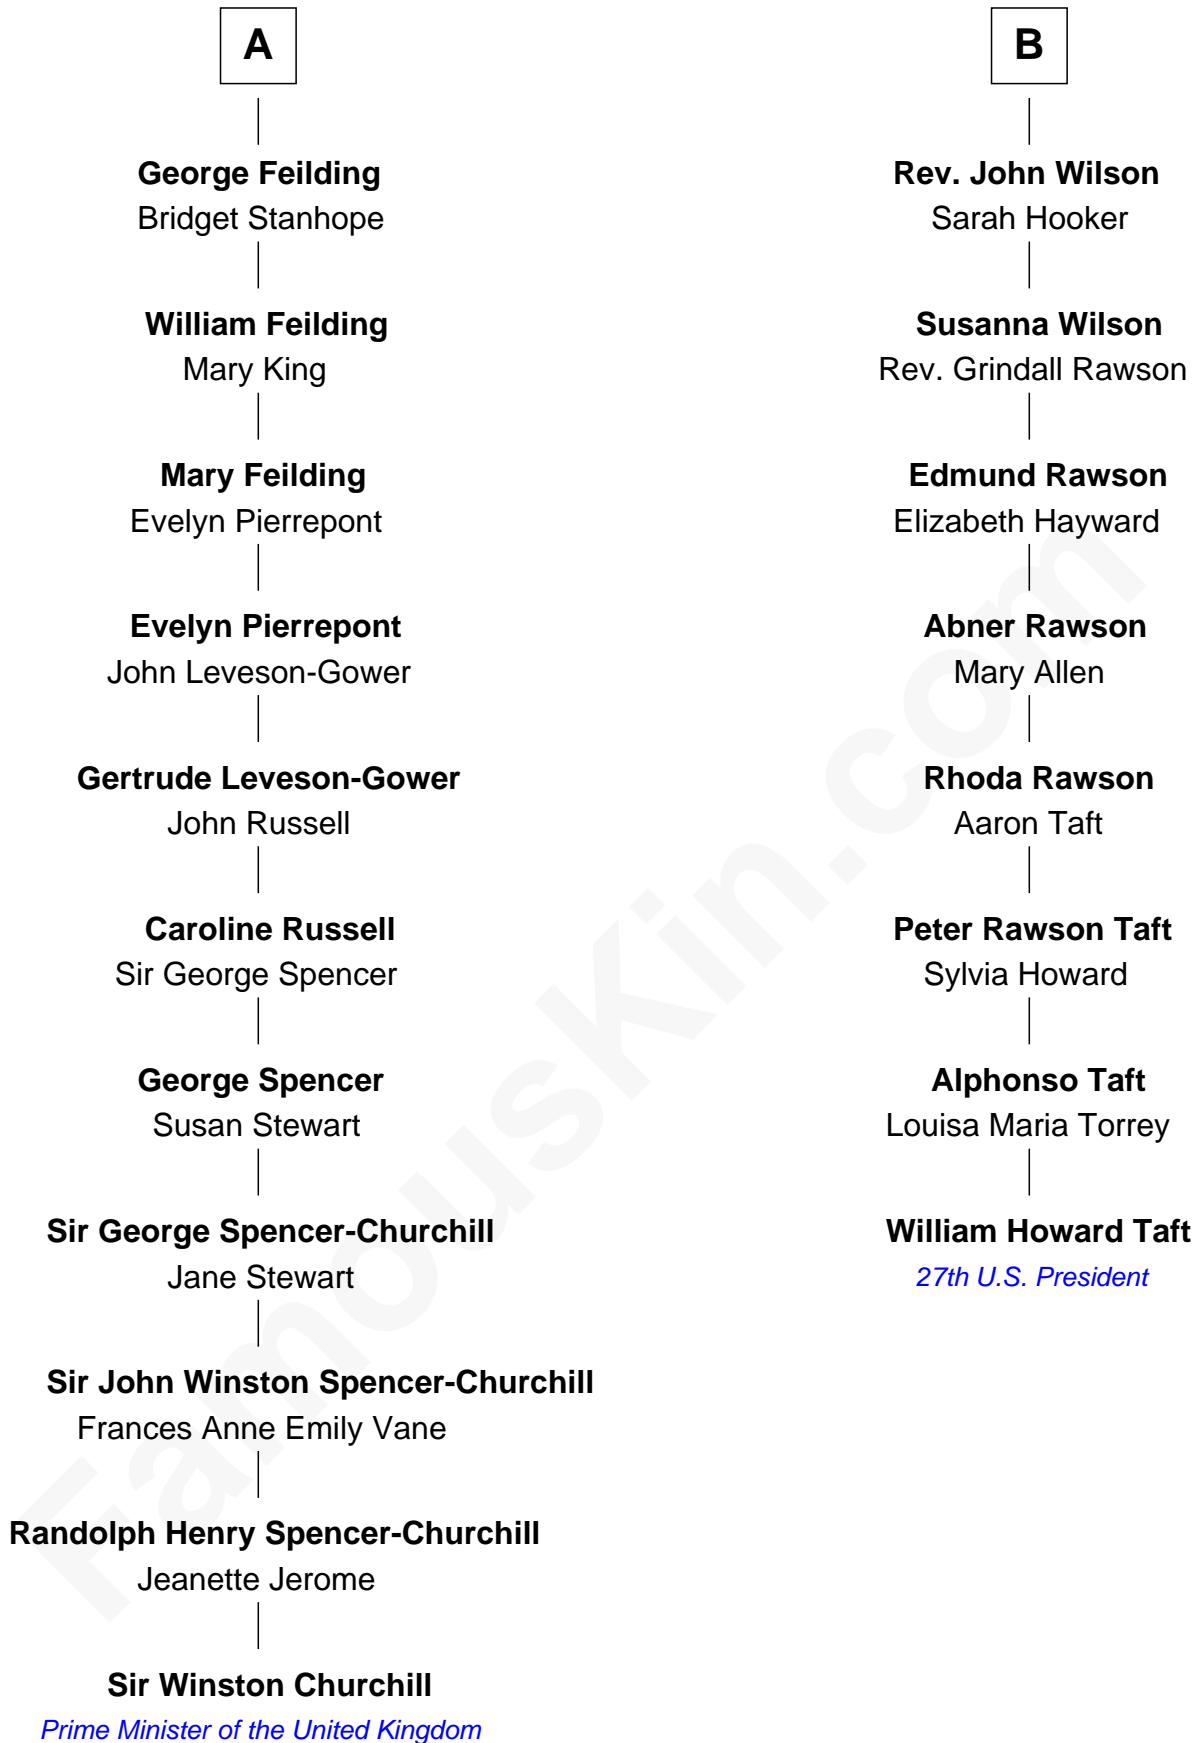 A
George Feilding
Bridget Stanhope
William Feilding
Mary King
Mary Feilding
Evelyn Pierrepont
Evelyn Pierrepont
John Leveson-Gower
Gertrude Leveson-Gower
John Russell
Caroline Russell
Sir George Spencer
George Spencer
Susan Stewart
Sir George Spencer-Churchill
Jane Stewart
Sir John Winston Spencer-Churchill
Frances Anne Emily Vane
Randolph Henry Spencer-Churchill
Jeanette Jerome
Sir Winston Churchill
Prime Minister of the United Kingdom
B
Rev. John Wilson
Sarah Hooker
Susanna Wilson
Rev. Grindall Rawson
Edmund Rawson
Elizabeth Hayward
Abner Rawson
Mary Allen
Rhoda Rawson
Aaron Taft
Peter Rawson Taft
Sylvia Howard
Alphonso Taft
Louisa Maria Torrey
William Howard Taft
27th U.S. President
FamousKin.com